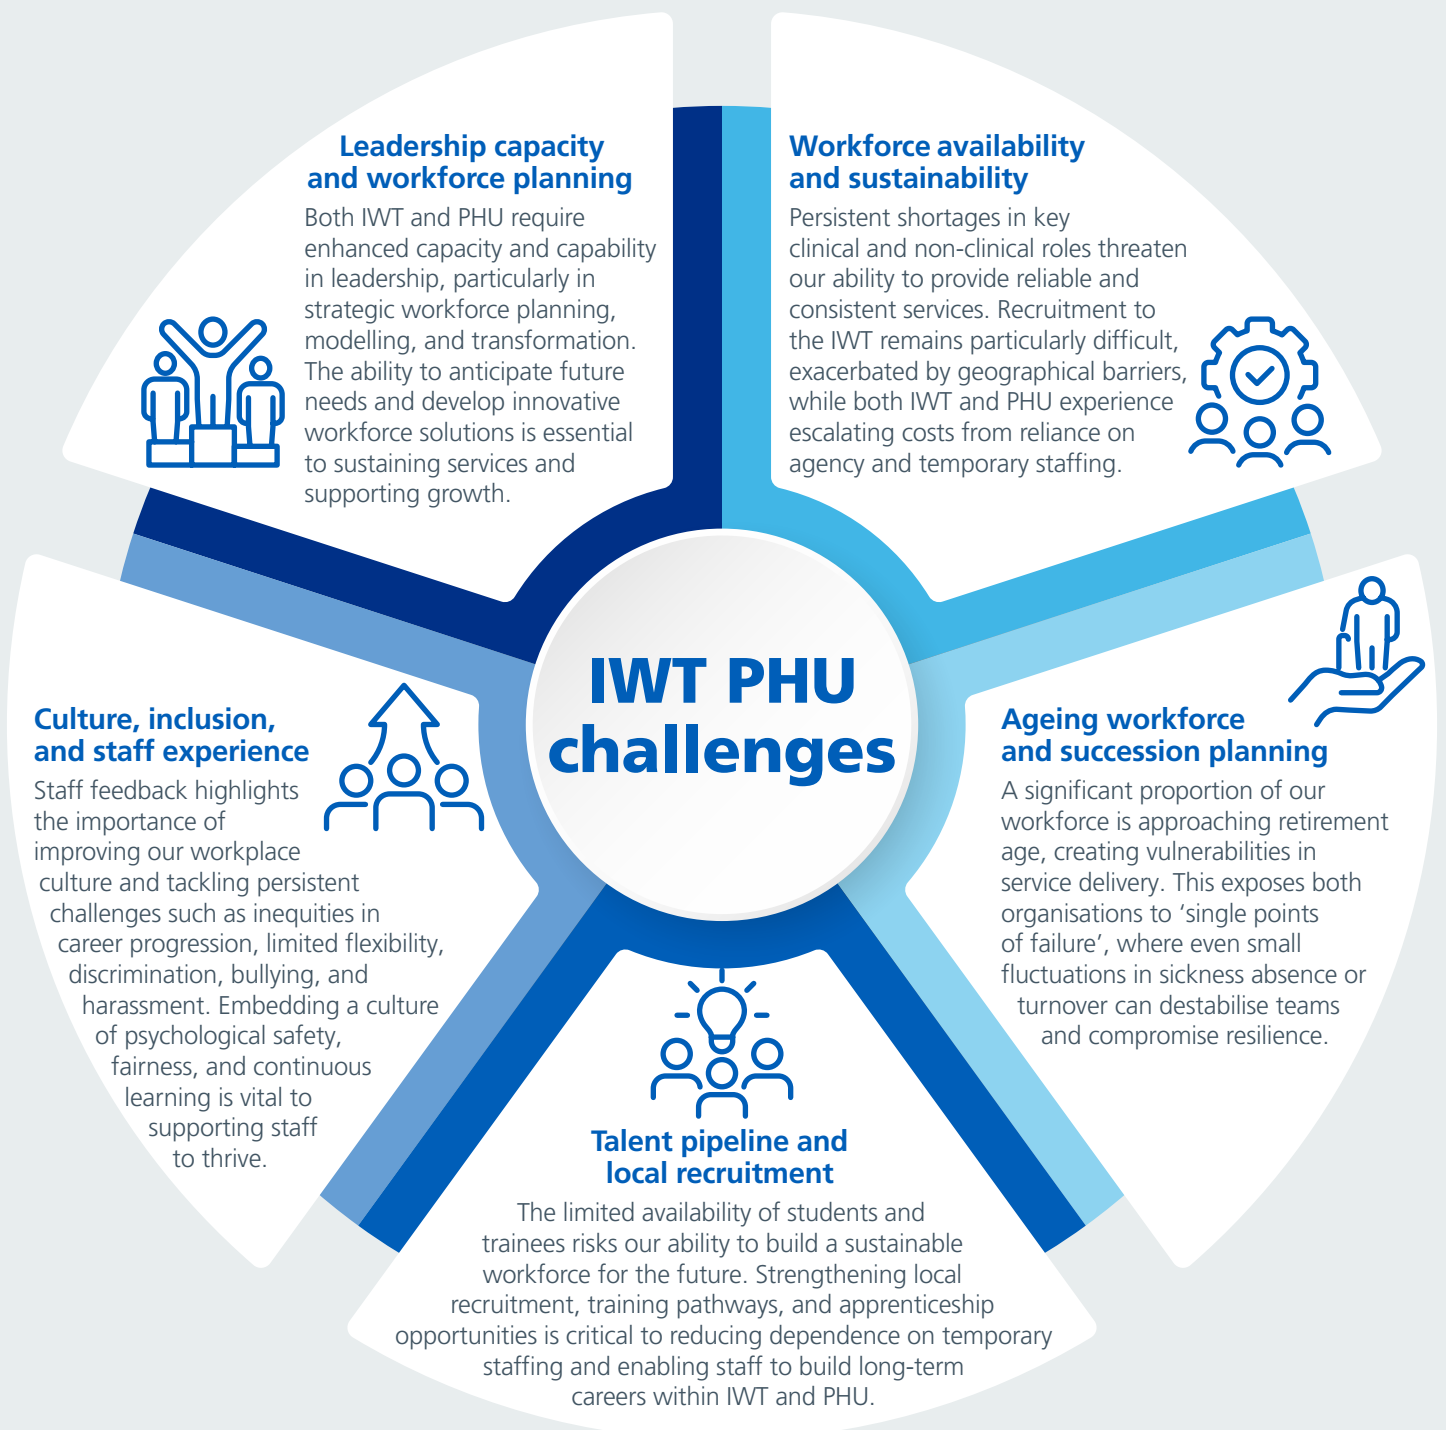 Leadership capacity
and workforce planning
Both IWT and PHU require
enhanced capacity and capability
in leadership, particularly in
strategic workforce planning,
modelling, and transformation.
The ability to anticipate future
needs and develop innovative
workforce solutions is essential
to sustaining services and
supporting growth.
Workforce availability
and sustainability
Persistent shortages in key
clinical and non-clinical roles threaten
our ability to provide reliable and
consistent services. Recruitment to
the IWT remains particularly difficult,
exacerbated by geographical barriers,
while both IWT and PHU experience
escalating costs from reliance on
agency and temporary staffing.
IWT PHU
challenges
Culture, inclusion,
and staff experience
Staff feedback highlights
the importance of
improving our workplace
culture and tackling persistent
challenges such as inequities in
career progression, limited flexibility,
discrimination, bullying, and
harassment. Embedding a culture
of psychological safety,
fairness, and continuous
learning is vital to
supporting staff
to thrive.
Ageing workforce
and succession planning
A significant proportion of our
workforce is approaching retirement
age, creating vulnerabilities in
service delivery. This exposes both
organisations to ‘single points
of failure’, where even small
fluctuations in sickness absence or
turnover can destabilise teams
and compromise resilience.
Talent pipeline and
local recruitment
The limited availability of students and
trainees risks our ability to build a sustainable
workforce for the future. Strengthening local
recruitment, training pathways, and apprenticeship
opportunities is critical to reducing dependence on temporary
staffing and enabling staff to build long-term
careers within IWT and PHU.